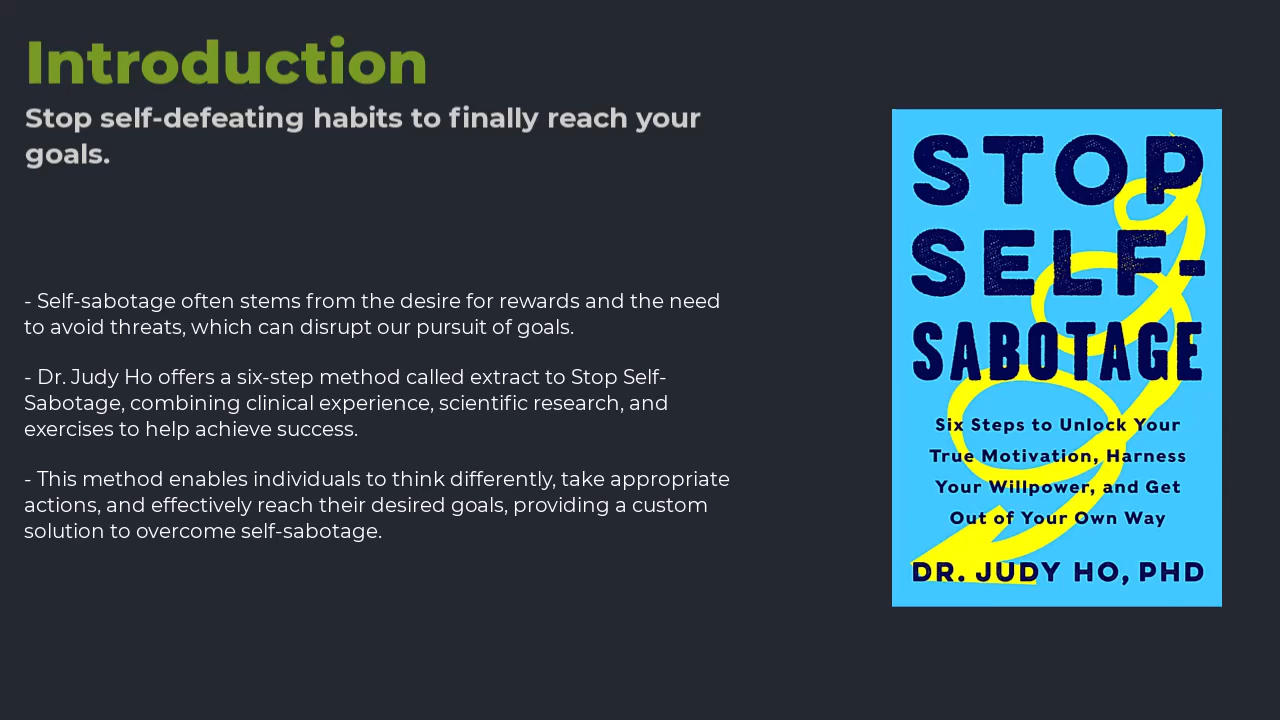 Introduction
Stop self-defeating habits to finally reach your
goals.
- Self-sabotage often stems from the desire for rewards and the need
to avoid threats, which can disrupt our pursuit of goals.
- Dr. Judy Ho offers a six-step method called extract to Stop Self-
Sabotage, combining clinical experience, scientific research, and
exercises to help achieve success.
- This method enables individuals to think differently, take appropriate
actions, and effectively reach their desired goals, providing a custom
solution to overcome self-sabotage.
STOP
SELF-
SABOTAGE
Six Steps to Unlock Your
True Motivation, Harness
Your Willpower, and Get
Out of Your Own Way
DR. JUDY HO, PHD